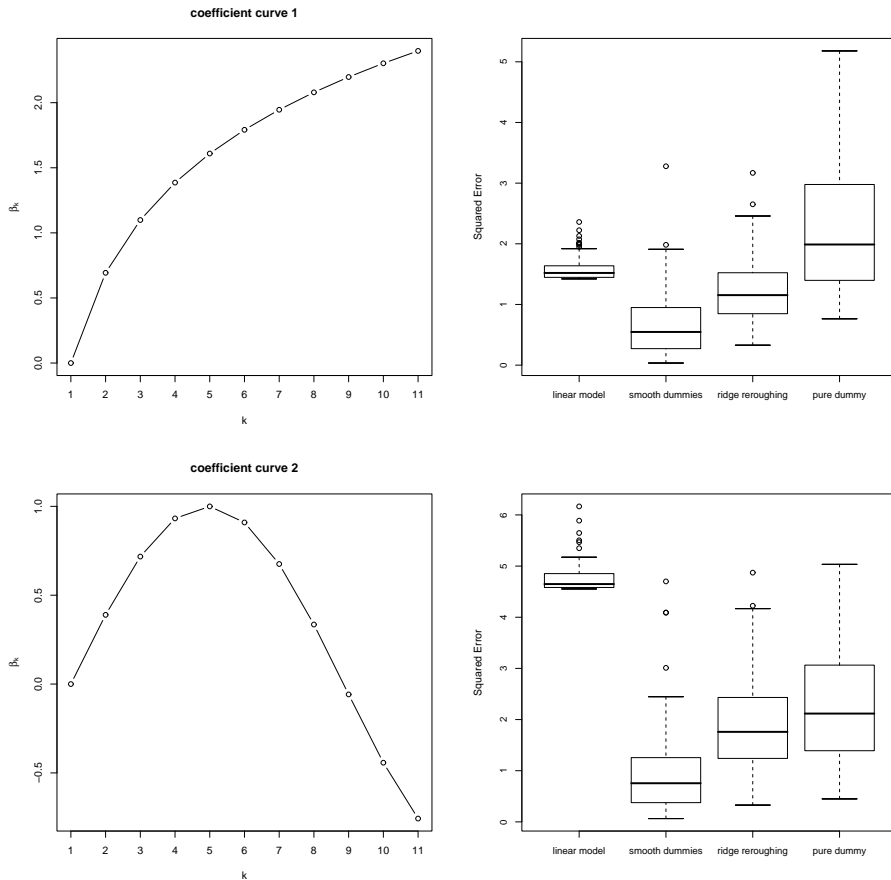 coefficient curve 1
βk
0.0 0.5 1.0 1.5 2.0
1 2 3 4 5 6 7 8 9 10 11
k
Squared Error
0 1 2 3 4 5
linear model smooth dummies ridge reroughing pure dummy
coefficient curve 2
βk
−0.5 0.0 0.5 1.0
1 2 3 4 5 6 7 8 9 10 11
k
Squared Error
0 1 2 3 4 5 6
linear model smooth dummies ridge reroughing pure dummy